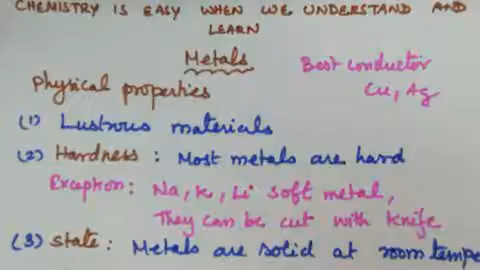 CHEMISTRY IS EASY WHEN WE UNDERSTAND AND
LEARN
Metals
Best conductor
Cu, Ag
Physical properties
(1) Lustrous materials
(2) Hardness : Most metals are hard
Exception : Na, K, Li soft metal,
They can be cut with knife
(3) State : Metals are solid at room tempe